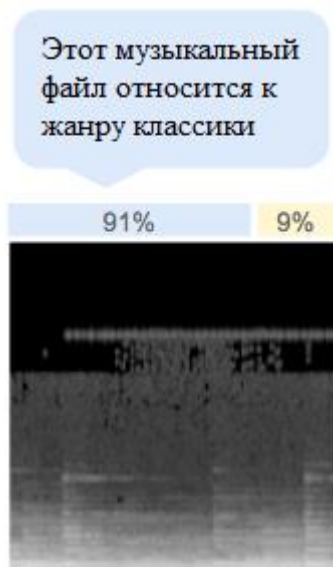 Этот музыкальный
файл относится к
жанру классики
91%
9%